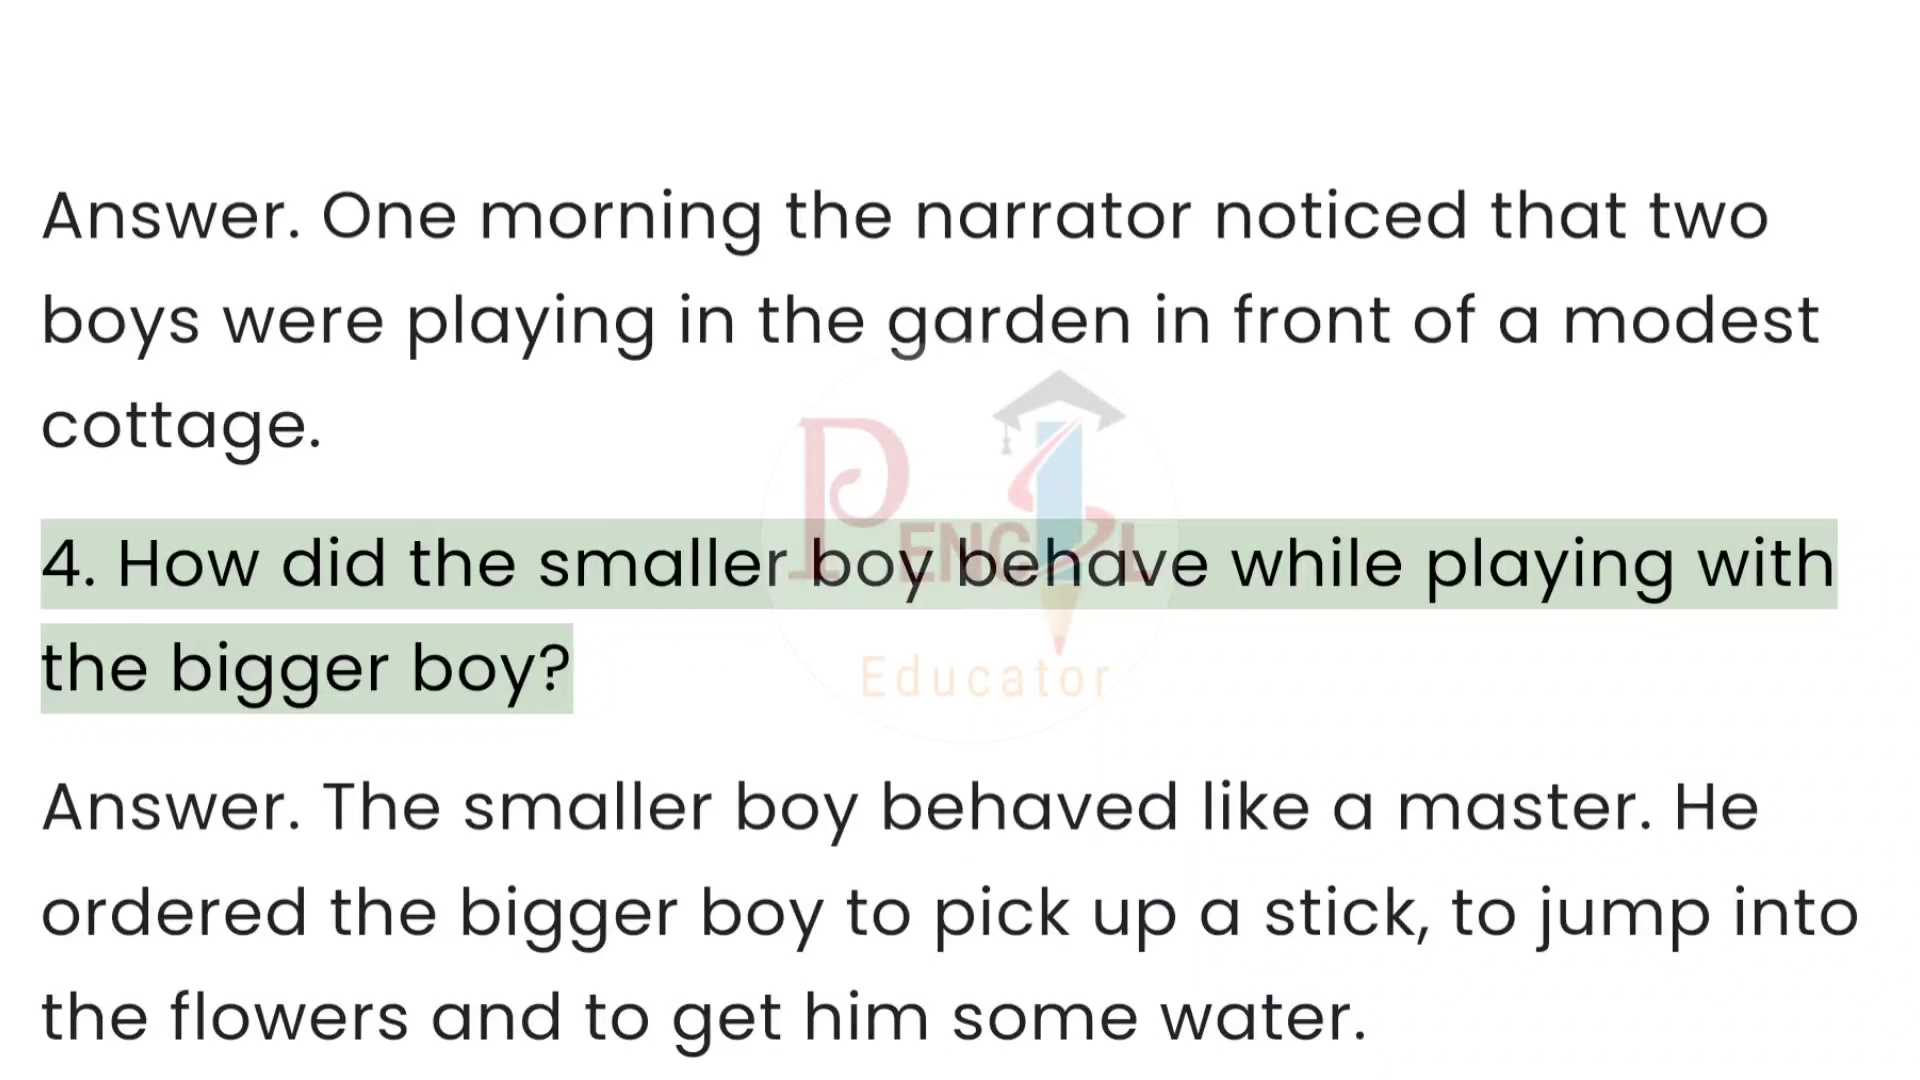 Answer. One morning the narrator noticed that two
boys were playing in the garden in front of a modest
cottage.
4. How did the smaller boy behave while playing with
the bigger boy?
PENCIL
Educator
Answer. The smaller boy behaved like a master. He
ordered the bigger boy to pick up a stick, to jump into
the flowers and to get him some water.